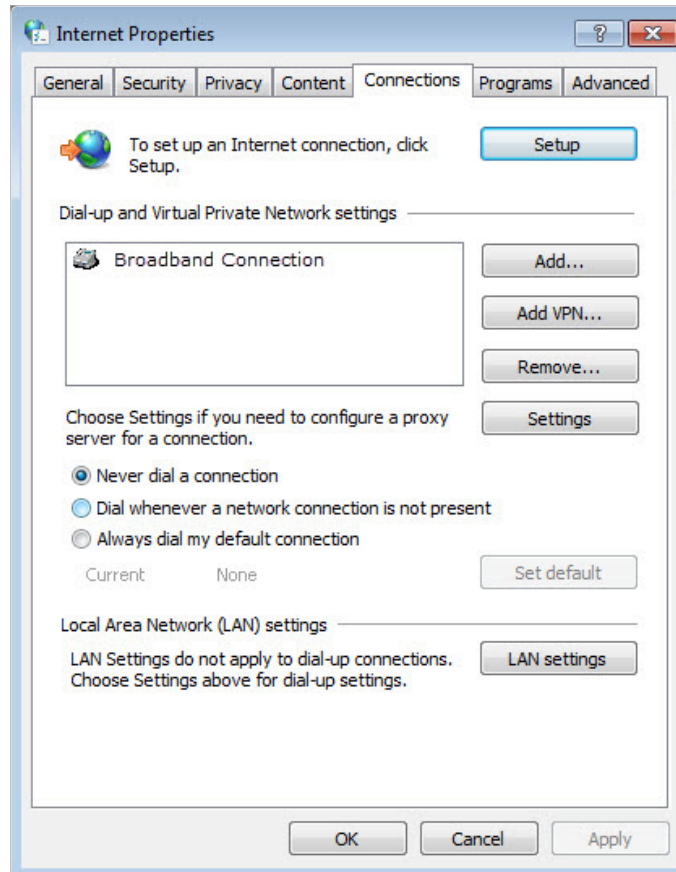 Internet Properties
?
General Security Privacy Content Connections Programs Advanced
To set up an Internet connection, click
Setup.
Setup
Dial-up and Virtual Private Network settings
Broadband Connection
Add...
Add VPN...
Remove...
Choose Settings if you need to configure a proxy
server for a connection.
Settings
Never dial a connection
Dial whenever a network connection is not present
Always dial my default connection
Current None
Set default
Local Area Network (LAN) settings
LAN Settings do not apply to dial-up connections.
Choose Settings above for dial-up settings.
LAN settings
OK Cancel Apply